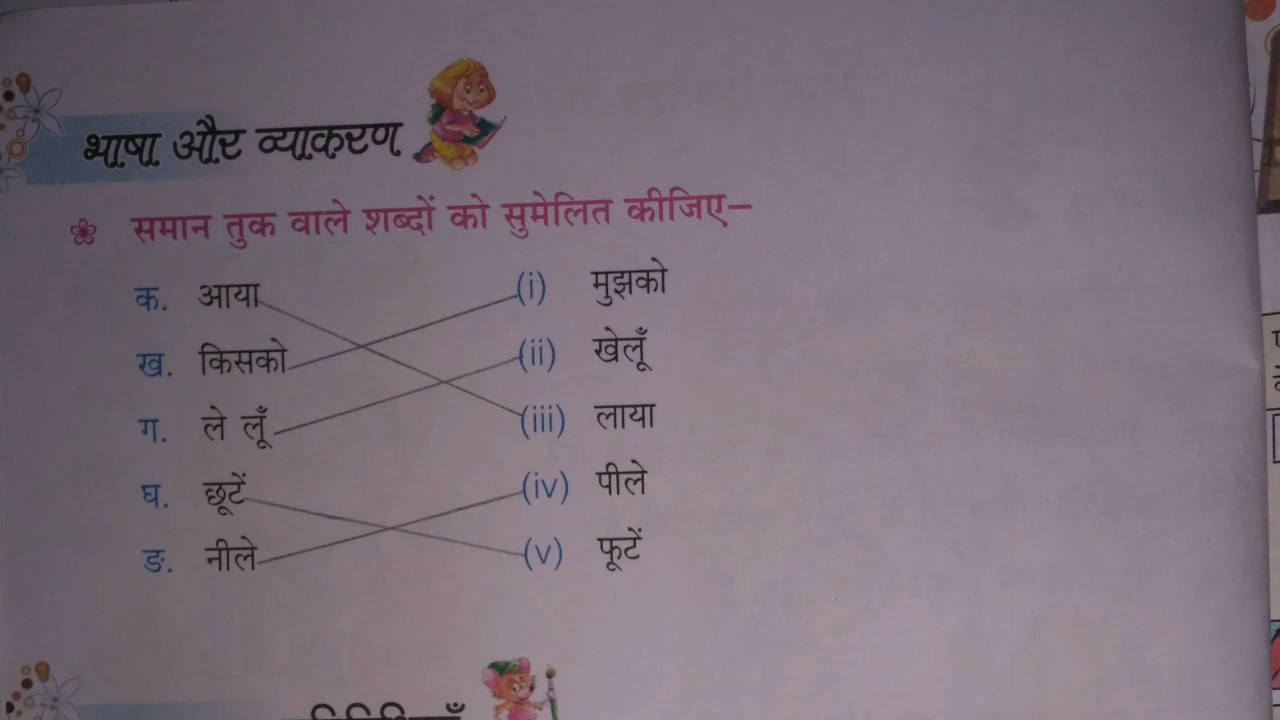 भाषा और व्याकरण
समान तुक वाले शब्दों को सुमेलित कीजिए–
क. आया (i) मुझको
ख. किसको (ii) खेलूँ
ग. ले लूँ (iii) लाया
घ. छूटें (iv) पीले
ङ. नीले (v) फूटें